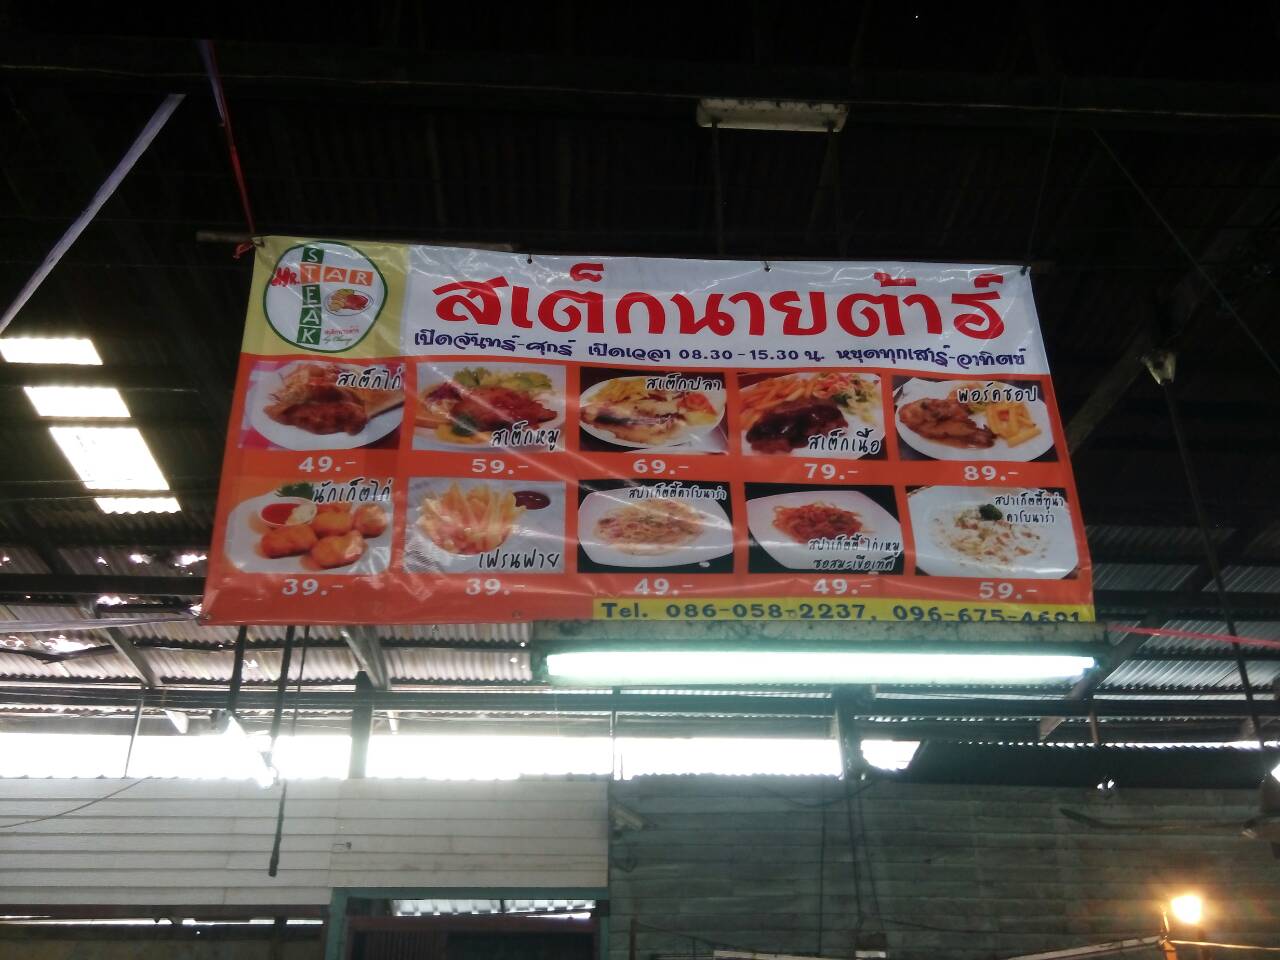 Mr. STAR
STEAK
สเต็กนายต้าร์
เปิดจันทร์-ศุกร์ เปิดเวลา 08.30-15.30 น. หยุดทุกเสาร์-อาทิตย์
สเต็กไก่ สเต็กหมู สเต็กปลา สเต็กเนื้อ พอร์คชอป
49.- 59.- 69.- 79.- 89.-
นักเก็ตไก่ เฟรนฟาย สปาเก็ตตี้คาโบนาร่า สปาเก็ตตี้ ไก่/หมู ซอสมะเขือเทศ สปาเก็ตตี้ทูน่า คาโบนาร่า
39.- 39.- 49.- 49.- 59.-
Tel. 086-058-2237, 096-675-4691